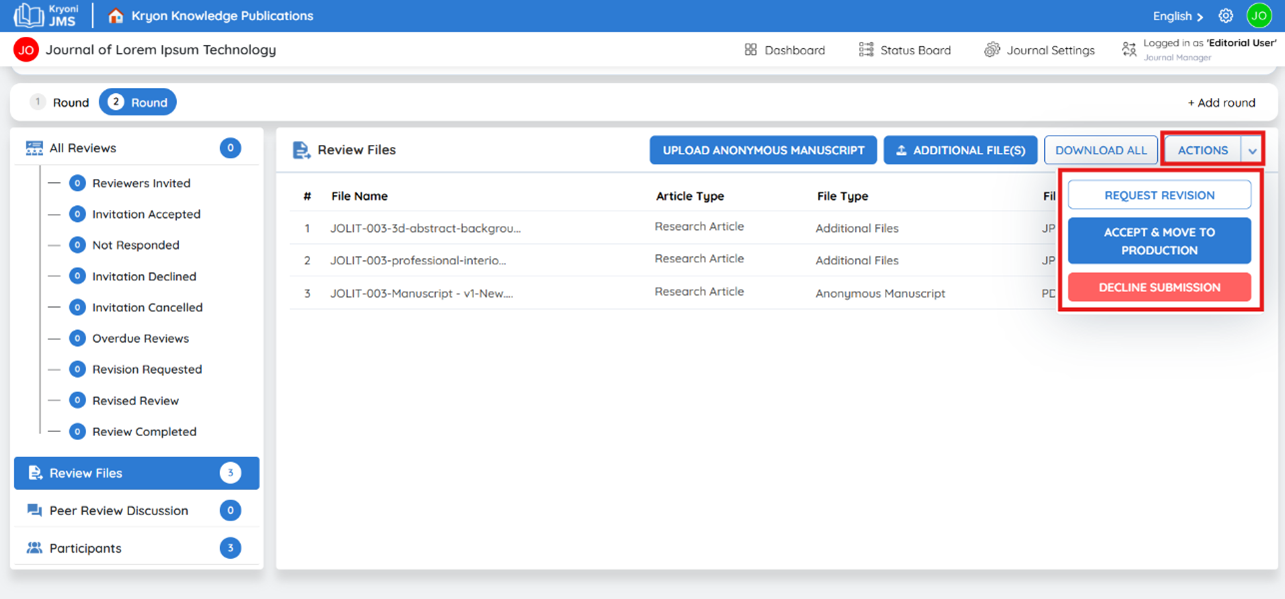 Kryoni
JMS
Kryon Knowledge Publications
English
JO
JO
Journal of Lorem Ipsum Technology
Dashboard
Status Board
Journal Settings
Logged in as 'Editorial User'
Journal Manager
1 Round
2 Round
+ Add round
All Reviews 0
0 Reviewers Invited
0 Invitation Accepted
0 Not Responded
0 Invitation Declined
0 Invitation Cancelled
0 Overdue Reviews
0 Revision Requested
0 Revised Review
0 Review Completed
Review Files 3
Peer Review Discussion 0
Participants 3
Review Files
UPLOAD ANONYMOUS MANUSCRIPT
ADDITIONAL FILE(S)
DOWNLOAD ALL
ACTIONS
# File Name Article Type File Type Fil
1 JOLIT-003-3d-abstract-backgrou... Research Article Additional Files JP
2 JOLIT-003-professional-interio... Research Article Additional Files JP
3 JOLIT-003-Manuscript - v1-New.... Research Article Anonymous Manuscript PD
REQUEST REVISION
ACCEPT & MOVE TO
PRODUCTION
DECLINE SUBMISSION